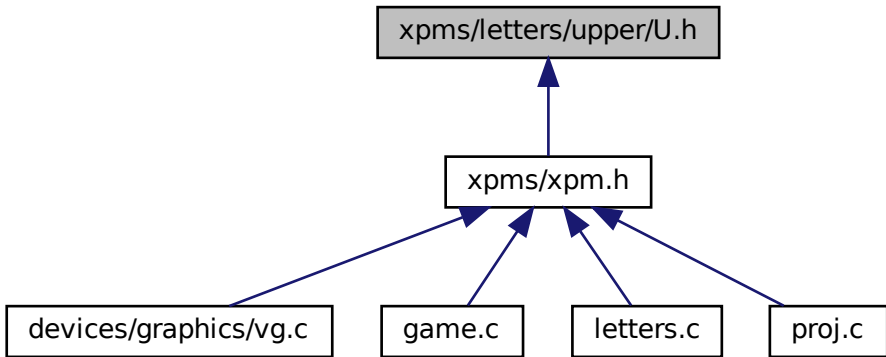 xpms/letters/upper/U.h
xpms/xpm.h
devices/graphics/vg.c
game.c
letters.c
proj.c